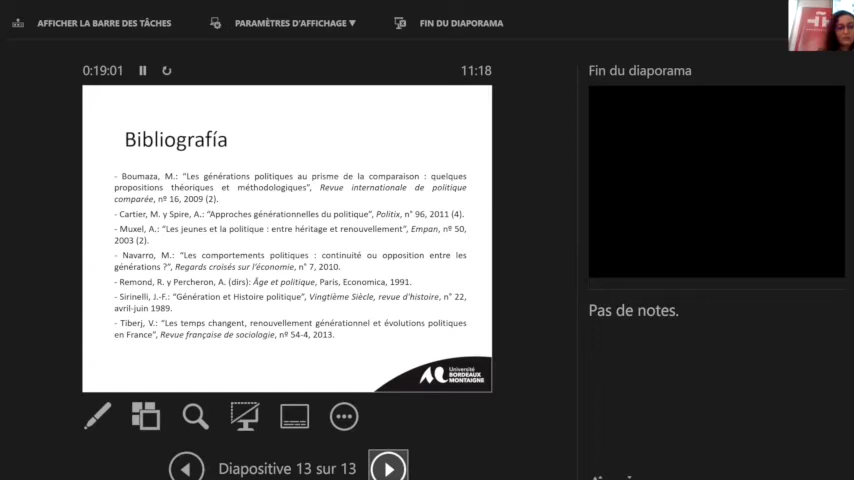 AFFICHER LA BARRE DES TÂCHES
PARAMÈTRES D'AFFICHAGE ▼
FIN DU DIAPORAMA
0:19:01
11:18
Fin du diaporama
Bibliografía
- Boumaza, M.: "Les générations politiques au prisme de la comparaison : quelques
propositions théoriques et méthodologiques", Revue internationale de politique
comparée, nº 16, 2009 (2).
- Cartier, M. y Spire, A.: "Approches générationnelles du politique", Politix, n° 96, 2011 (4).
- Muxel, A.: "Les jeunes et la politique : entre héritage et renouvellement", Empan, nº 50,
2003 (2).
- Navarro, M.: "Les comportements politiques : continuité ou opposition entre les
générations ?", Regards croisés sur l'économie, n° 7, 2010.
- Remond, R. y Percheron, A. (dirs): Âge et politique, Paris, Economica, 1991.
- Sirinelli, J.-F.: "Génération et Histoire politique", Vingtième Siècle, revue d'histoire, n° 22,
avril-juin 1989.
- Tiberj, V.: "Les temps changent, renouvellement générationnel et évolutions politiques
en France", Revue française de sociologie, nº 54-4, 2013.
Université
BORDEAUX
MONTAIGNE
Pas de notes.
Diapositive 13 sur 13